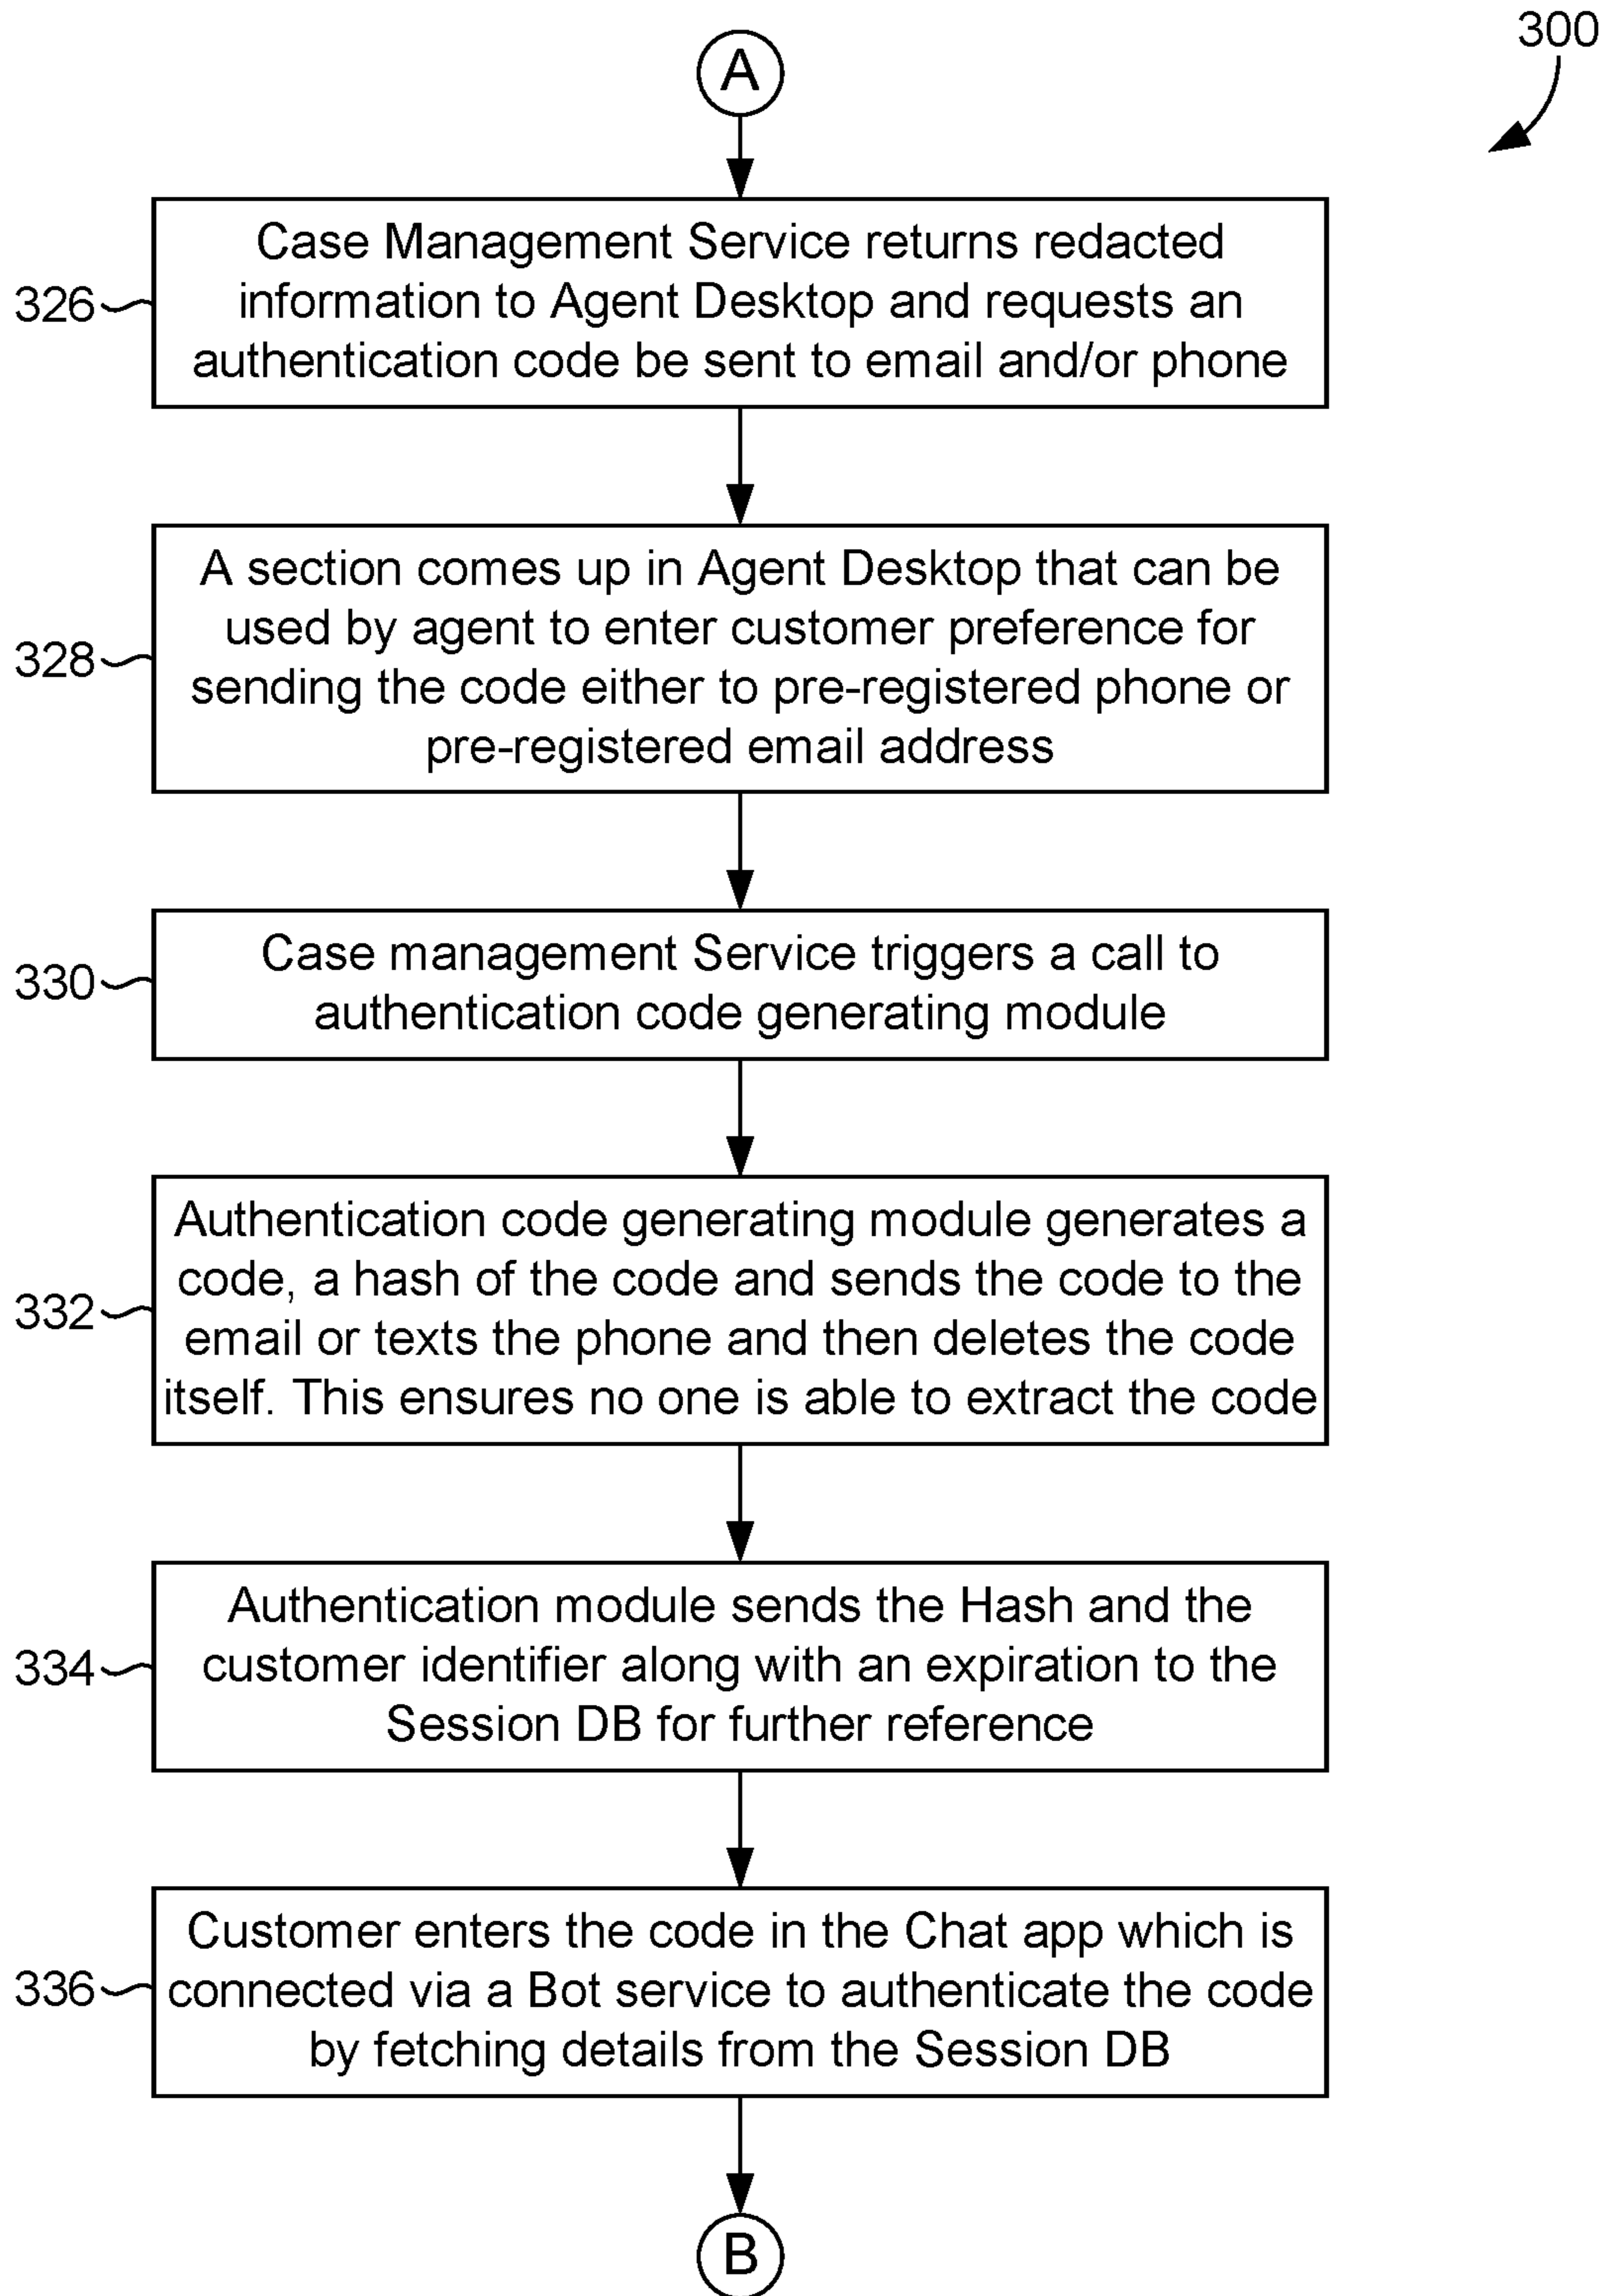 300
A
326
Case Management Service returns redacted
information to Agent Desktop and requests an
authentication code be sent to email and/or phone
328
A section comes up in Agent Desktop that can be
used by agent to enter customer preference for
sending the code either to pre-registered phone or
pre-registered email address
330
Case management Service triggers a call to
authentication code generating module
332
Authentication code generating module generates a
code, a hash of the code and sends the code to the
email or texts the phone and then deletes the code
itself. This ensures no one is able to extract the code
334
Authentication module sends the Hash and the
customer identifier along with an expiration to the
Session DB for further reference
336
Customer enters the code in the Chat app which is
connected via a Bot service to authenticate the code
by fetching details from the Session DB
B